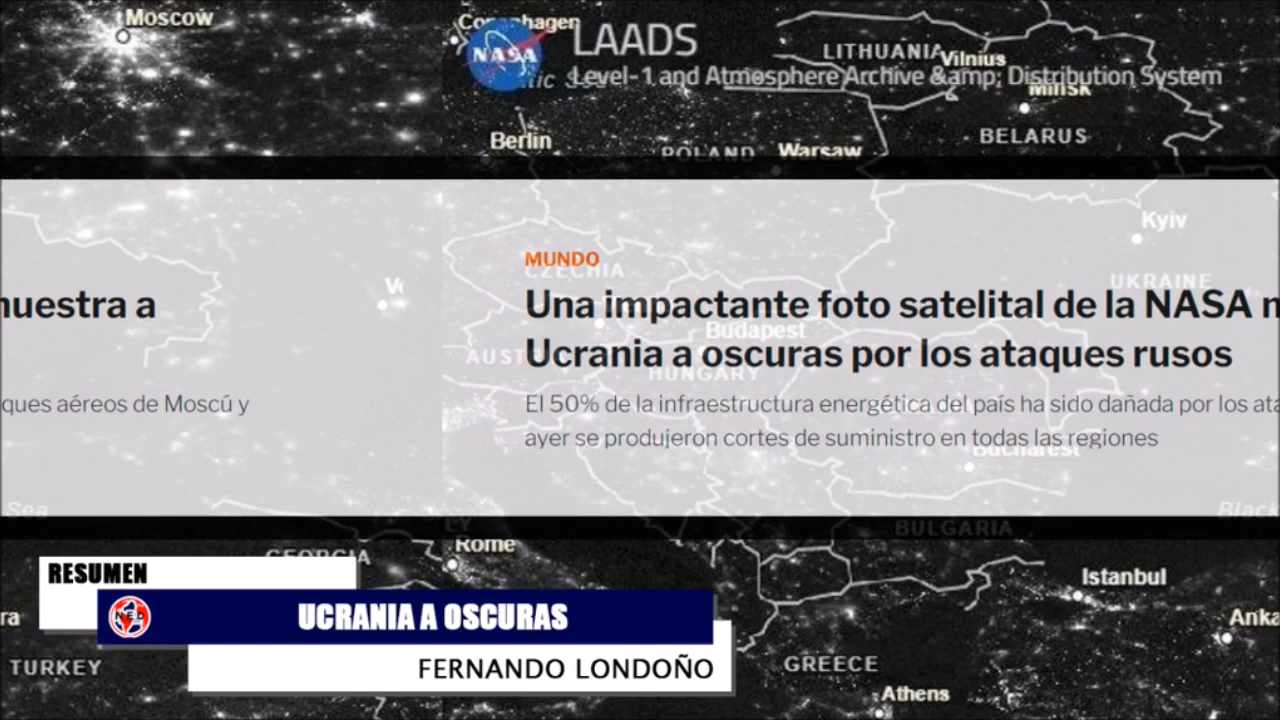 Moscow
Copenhagen
NASA
LAADS
LITHUANIA
Vilnius
Level-1 and Atmosphere Archive &amp; Distribution System
Minsk
Berlin
BELARUS
POLAND
Warsaw
Kyiv
MUNDO
CZECHIA
UKRAINE
nuestra a
Una impactante foto satelital de la NASA
Budapest
Ucrania a oscuras por los ataques rusos
HUNGARY
ques aéreos de Moscú y
El 50% de la infraestructura energética del país ha sido dañada por los
ayer se produjeron cortes de suministro en todas las regiones
Bucharest
Sea
Black
BULGARIA
Rome
GEORGIA
RESUMEN
Istanbul
UCRANIA A OSCURAS
FERNANDO LONDOÑO
TURKEY
GREECE
Athens